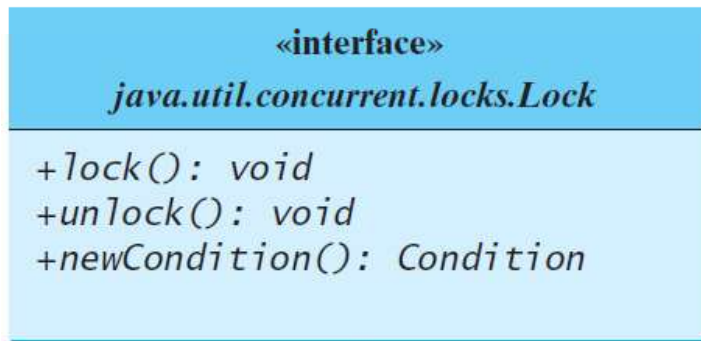 «interface»
java.util.concurrent.locks.Lock
+lock(): void
+unlock(): void
+newCondition(): Condition